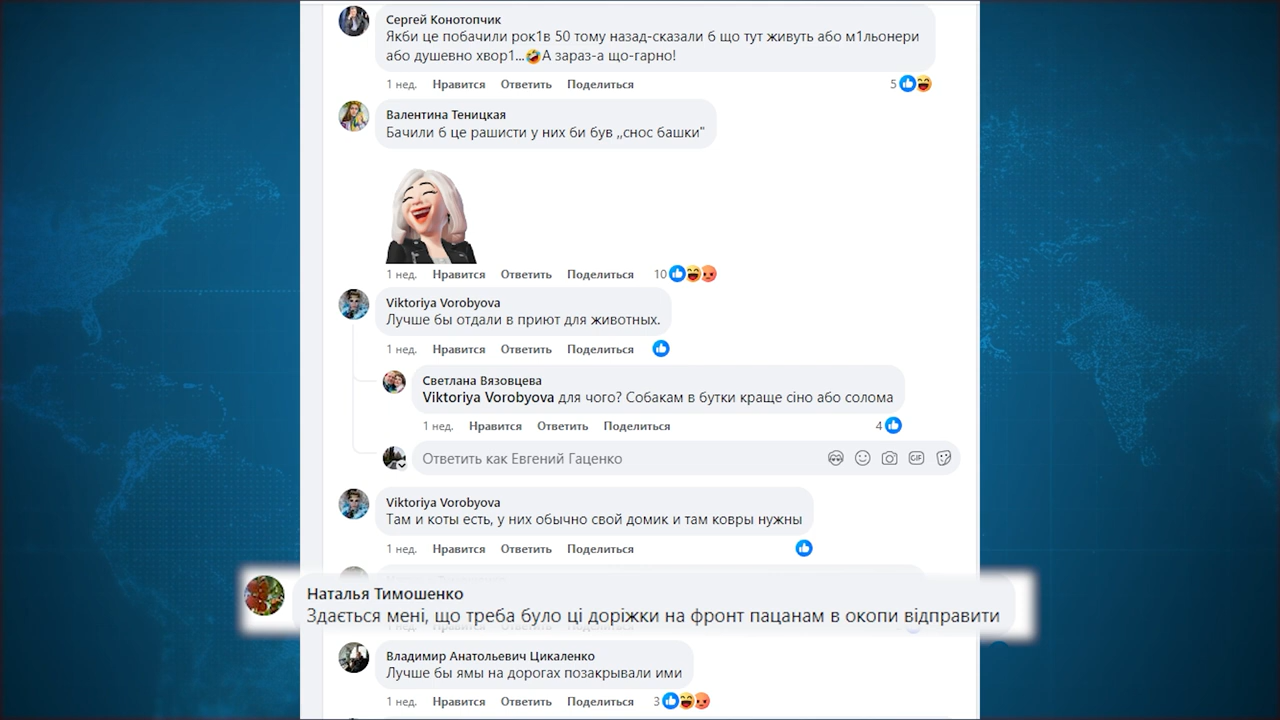 Сергей Конотопчик
Якби це побачили рок1в 50 тому назад-сказали б що тут живуть або м1льонери
або душевно хвор1...🤣А зараз-а що-гарно!
1 нед. Нравится Ответить Поделиться 5
Валентина Теницкая
Бачили б це рашисти у них би був ,,снос башки"
1 нед. Нравится Ответить Поделиться 10
Viktoriya Vorobyova
Лучше бы отдали в приют для животных.
1 нед. Нравится Ответить Поделиться
Светлана Вязовцева
Viktoriya Vorobyova для чого? Собакам в бутки краще сіно або солома
1 нед. Нравится Ответить Поделиться 4
Ответить как Евгений Гаценко
GIF
Viktoriya Vorobyova
Там и коты есть, у них обычно свой домик и там ковры нужны
1 нед. Нравится Ответить Поделиться
Наталья Тимошенко
Здається мені, що треба було ці доріжки на фронт пацанам в окопи відправити
Владимир Анатольевич Цикаленко
Лучше бы ямы на дорогах позакрывали ими
1 нед. Нравится Ответить Поделиться 3